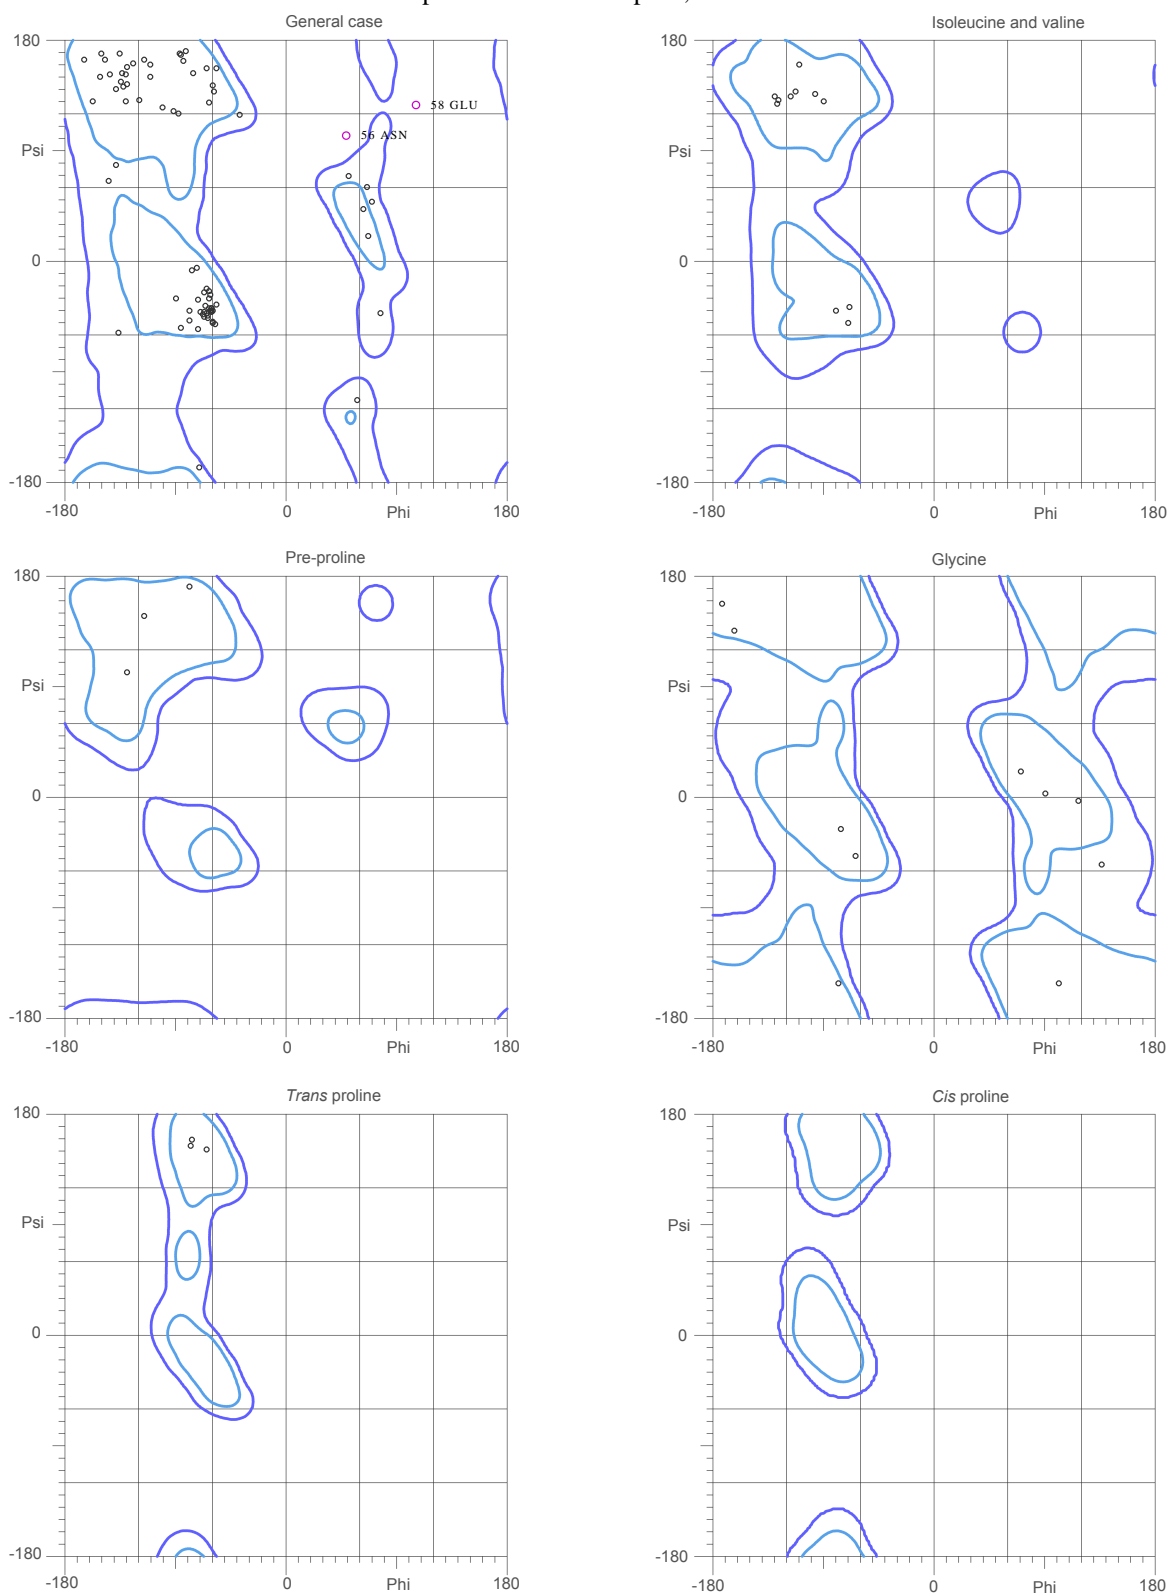 General case
Isoleucine and valine
180
180
58 GLU
56 ASN
Psi
Psi
0
0
-180
-180
-180
0
Phi
180
-180
0
Phi
180
Pre-proline
Glycine
180
180
Psi
Psi
0
0
-180
-180
-180
0
Phi
180
-180
0
Phi
180
Trans proline
Cis proline
180
180
Psi
Psi
0
0
-180
-180
-180
0
Phi
180
-180
0
Phi
180